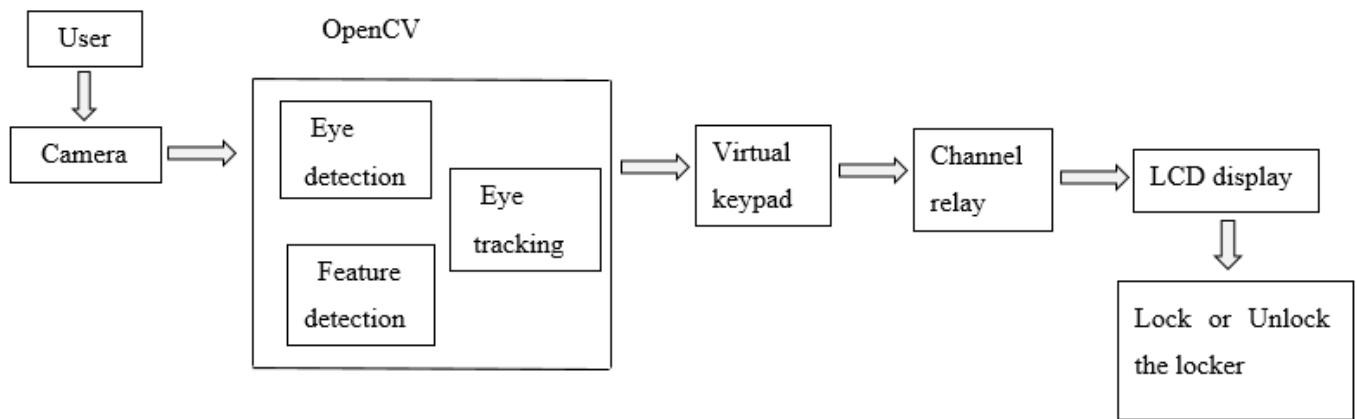 User
OpenCV
Camera
Eye
detection
Eye
tracking
Feature
detection
Virtual
keypad
Channel
relay
LCD display
Lock or Unlock
the locker